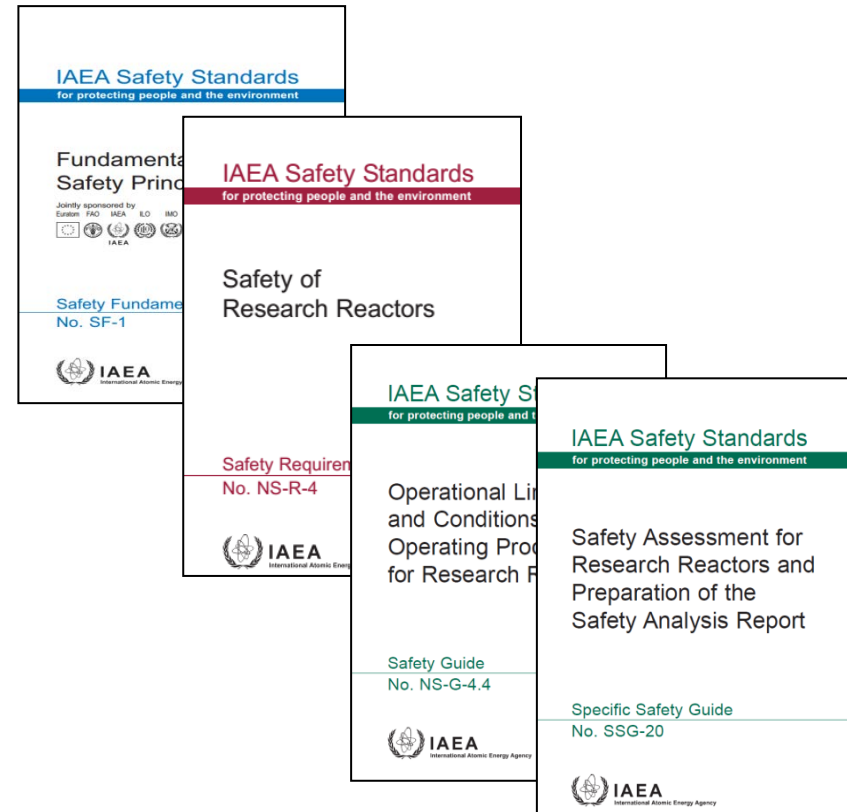 IAEA Safety Standards
for protecting people and the environment
Fundamenta
Safety Princ
Jointly sponsored by
Euratom FAO IAEA ILO IMO
IAEA
Safety Fundame
No. SF-1
IAEA
International Atomic Energy
IAEA Safety Standards
for protecting people and the environment
Safety of
Research Reactors
Safety Requiren
No. NS-R-4
IAEA
International Atomic Energ
IAEA Safety St
for protecting people and t
Operational Lir
and Conditions
Operating Proc
for Research R
Safety Guide
No. NS-G-4.4
IAEA
International Atomic Energy Agency
IAEA Safety Standards
for protecting people and the environment
Safety Assessment for
Research Reactors and
Preparation of the
Safety Analysis Report
Specific Safety Guide
No. SSG-20
IAEA
International Atomic Energy Agency